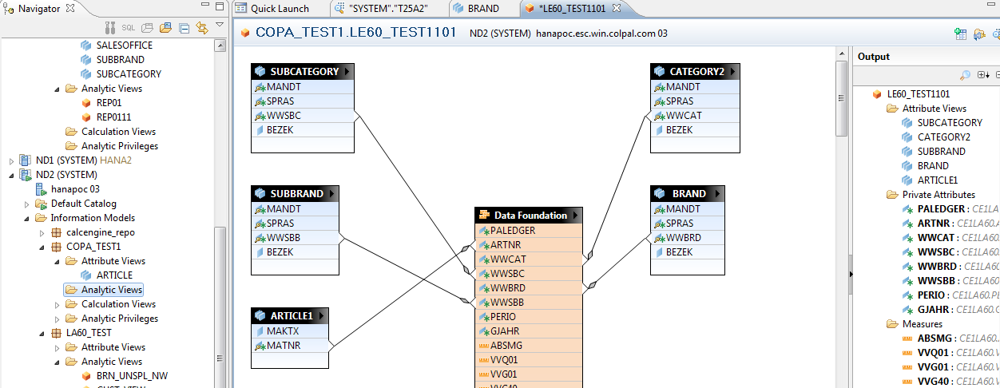 Navigator
SQL
SALESOFFICE
SUBBRAND
SUBCATEGORY
Analytic Views
REP01
REP0111
Calculation Views
Analytic Privileges
ND1 (SYSTEM) HANA2
ND2 (SYSTEM)
hanapoc 03
Default Catalog
Information Models
calcengine_repo
COPA_TEST1
Attribute Views
ARTICLE
Analytic Views
Calculation Views
Analytic Privileges
LA60_TEST
Attribute Views
Analytic Views
BRN_UNSPL_NW
Quick Launch
"SYSTEM"."T25A2"
BRAND
*LE60_TEST1101
COPA_TEST1.LE60_TEST1101 ND2 (SYSTEM) hanapoc.esc.win.colpal.com 03
SUBCATEGORY
MANDT
SPRAS
WWSBC
BEZEK
SUBBRAND
MANDT
SPRAS
WWSBB
BEZEK
ARTICLE1
MAKTX
MATNR
Data Foundation
PALEDGER
ARTNR
WWCAT
WWSBC
WWBRD
WWSBB
PERIO
GJAHR
ABSMG
VVQ01
VVG01
VVG40
CATEGORY2
MANDT
SPRAS
WWCAT
BEZEK
BRAND
MANDT
SPRAS
WWBRD
BEZEK
Output
LE60_TEST1101
Attribute Views
SUBCATEGORY
CATEGORY2
SUBBRAND
BRAND
ARTICLE1
Private Attributes
PALEDGER : CE1LA
ARTNR : CE1LA60.
WWCAT : CE1LA60
WWSBC : CE1LA60.
WWBRD : CE1LA60
WWSBB : CE1LA60.
PERIO : CE1LA60.PE
GJAHR : CE1LA60.G
Measures
ABSMG : CE1LA60.
VVQ01 : CE1LA60.V
VVG01 : CE1LA60.V
VVG40 : CE1LA60.V